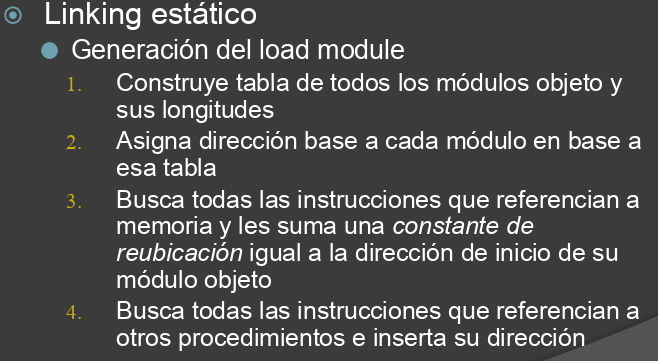 Linking estático
Generación del load module
1. Construye tabla de todos los módulos objeto y
sus longitudes
2. Asigna dirección base a cada módulo en base a
esa tabla
3. Busca todas las instrucciones que referencian a
memoria y les suma una constante de
reubicación igual a la dirección de inicio de su
módulo objeto
4. Busca todas las instrucciones que referencian a
otros procedimientos e inserta su dirección